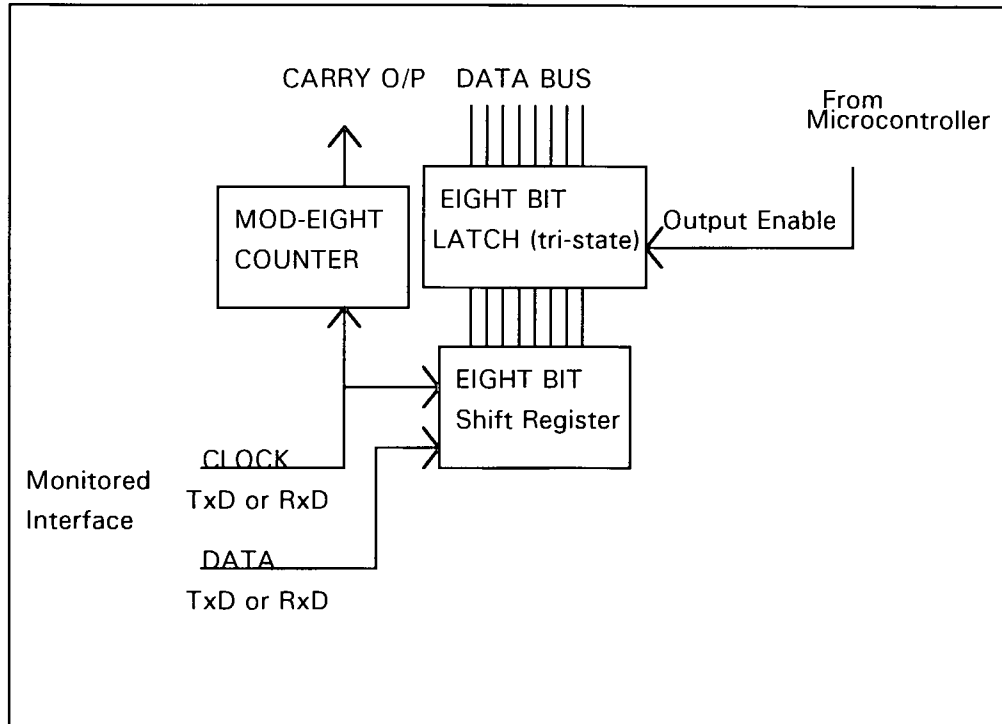 CARRY O/P DATA BUS
From
Microcontroller
MOD-EIGHT
COUNTER
EIGHT BIT
LATCH (tri-state)
Output Enable
EIGHT BIT
Shift Register
Monitored
Interface
CLOCK
TxD or RxD
DATA
TxD or RxD